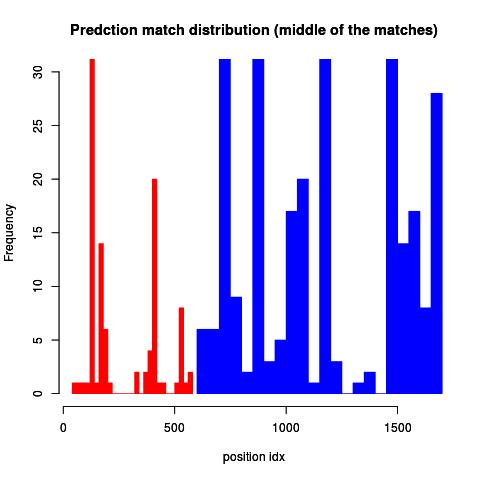 Predction match distribution (middle of the matches)
Frequency
30
25
20
15
10
5
0
0 500 1000 1500
position idx